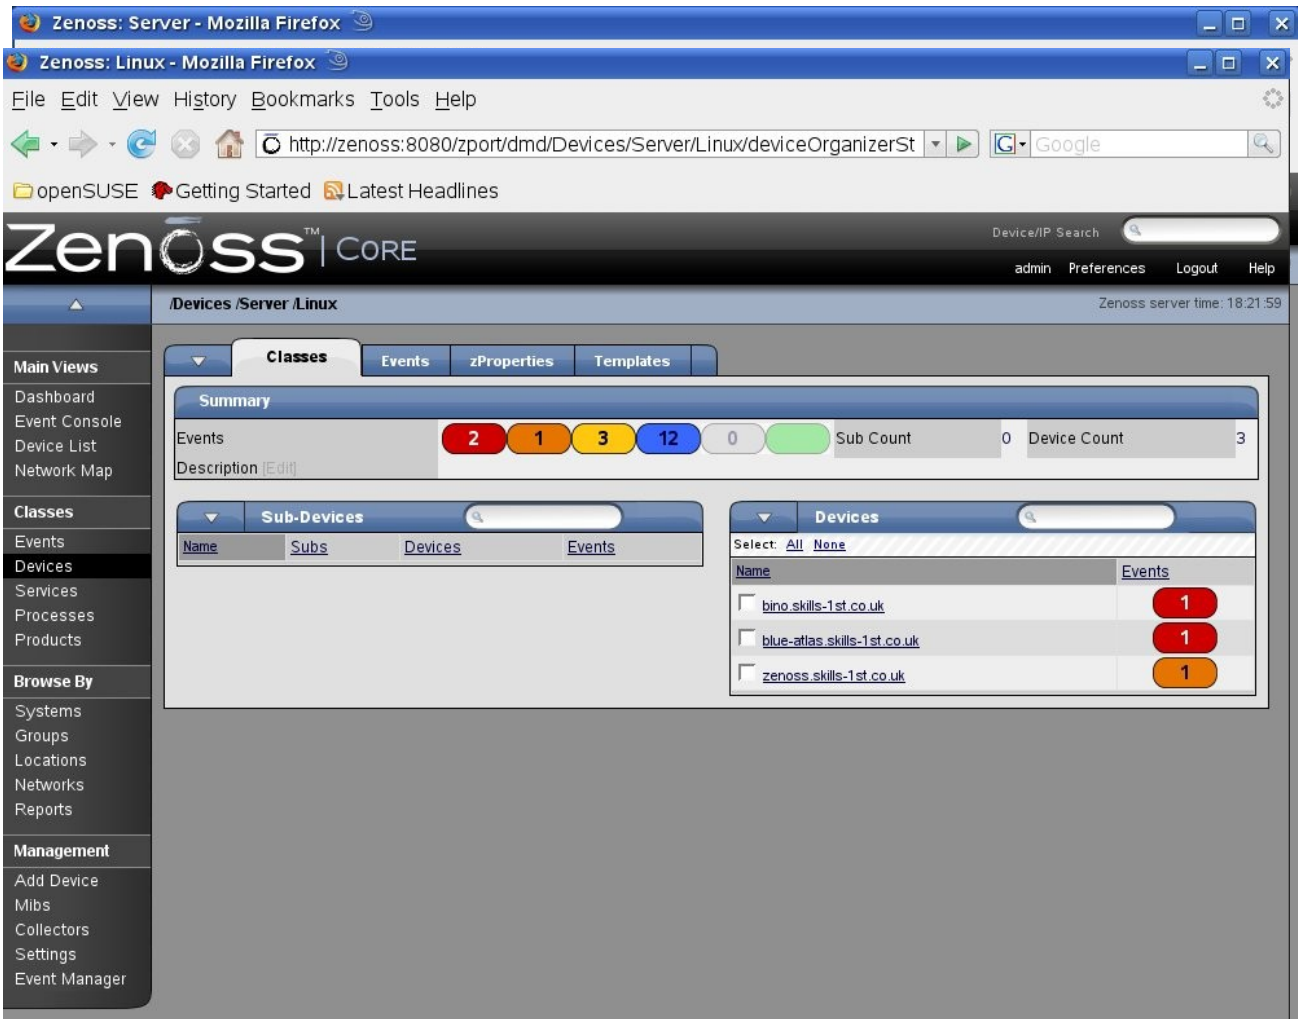 Zenoss: Server - Mozilla Firefox
Zenoss: Linux - Mozilla Firefox
File Edit View History Bookmarks Tools Help
http://zenoss:8080/zport/dmd/Devices/Server/Linux/deviceOrganizerSt G Google
openSUSE Getting Started Latest Headlines
Zenoss™ | CORE
Device/IP Search
admin Preferences Logout Help
/Devices /Server /Linux Zenoss server time: 18:21:59
Main Views
Dashboard
Event Console
Device List
Network Map
Classes
Events
Devices
Services
Processes
Products
Browse By
Systems
Groups
Locations
Networks
Reports
Management
Add Device
Mibs
Collectors
Settings
Event Manager
Classes Events zProperties Templates
Summary
Events 2 1 3 12 0 Sub Count 0 Device Count 3
Description [Edit]
Sub-Devices
Name Subs Devices Events
Devices
Select: All None
Name Events
bino.skills-1st.co.uk 1
blue-atlas.skills-1st.co.uk 1
zenoss.skills-1st.co.uk 1